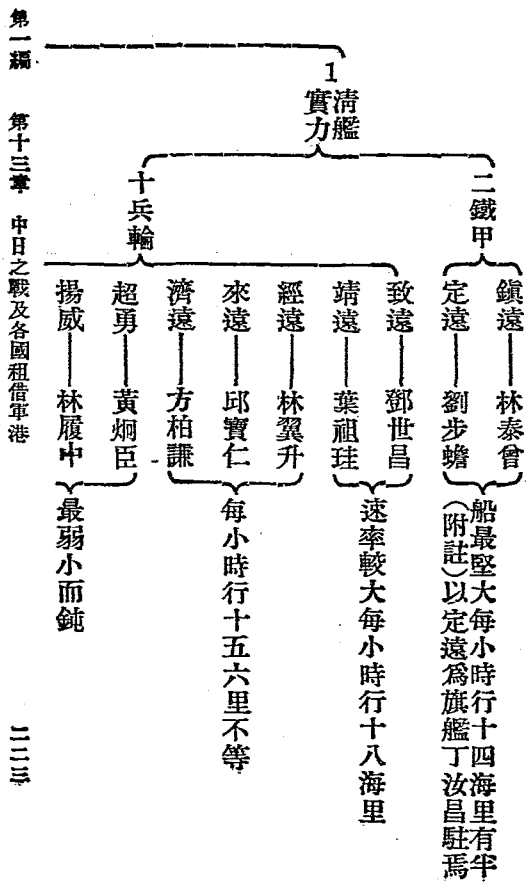 1
清艦
實力
二鐵甲
鎭遠——林泰曾
定遠——劉步蟾
船最堅大每小時行十四海里有半
(附註)以定遠爲旗艦丁汝昌駐焉
十兵輪
致遠——鄧世昌
靖遠——葉祖珪
速率較大每小時行十八海里
經遠——林翼升
來遠——邱寶仁
濟遠——方柏謙
每小時行十五六里不等
超勇——黃炯臣
揚威——林履中
最弱小而鈍
第一編 第十三章 中日之戰及各國租借軍港
二二三